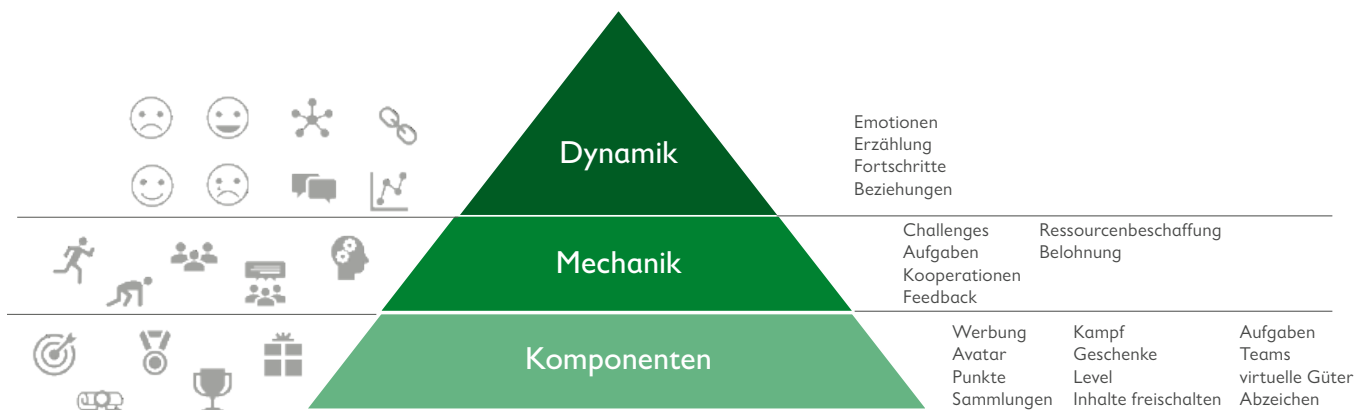 Dynamik
Emotionen
Erzählung
Fortschritte
Beziehungen
Mechanik
Challenges
Aufgaben
Kooperationen
Feedback
Ressourcenbeschaffung
Belohnung
Komponenten
Werbung
Avatar
Punkte
Sammlungen
Kampf
Geschenke
Level
Inhalte freischalten
Aufgaben
Teams
virtuelle Güter
Abzeichen